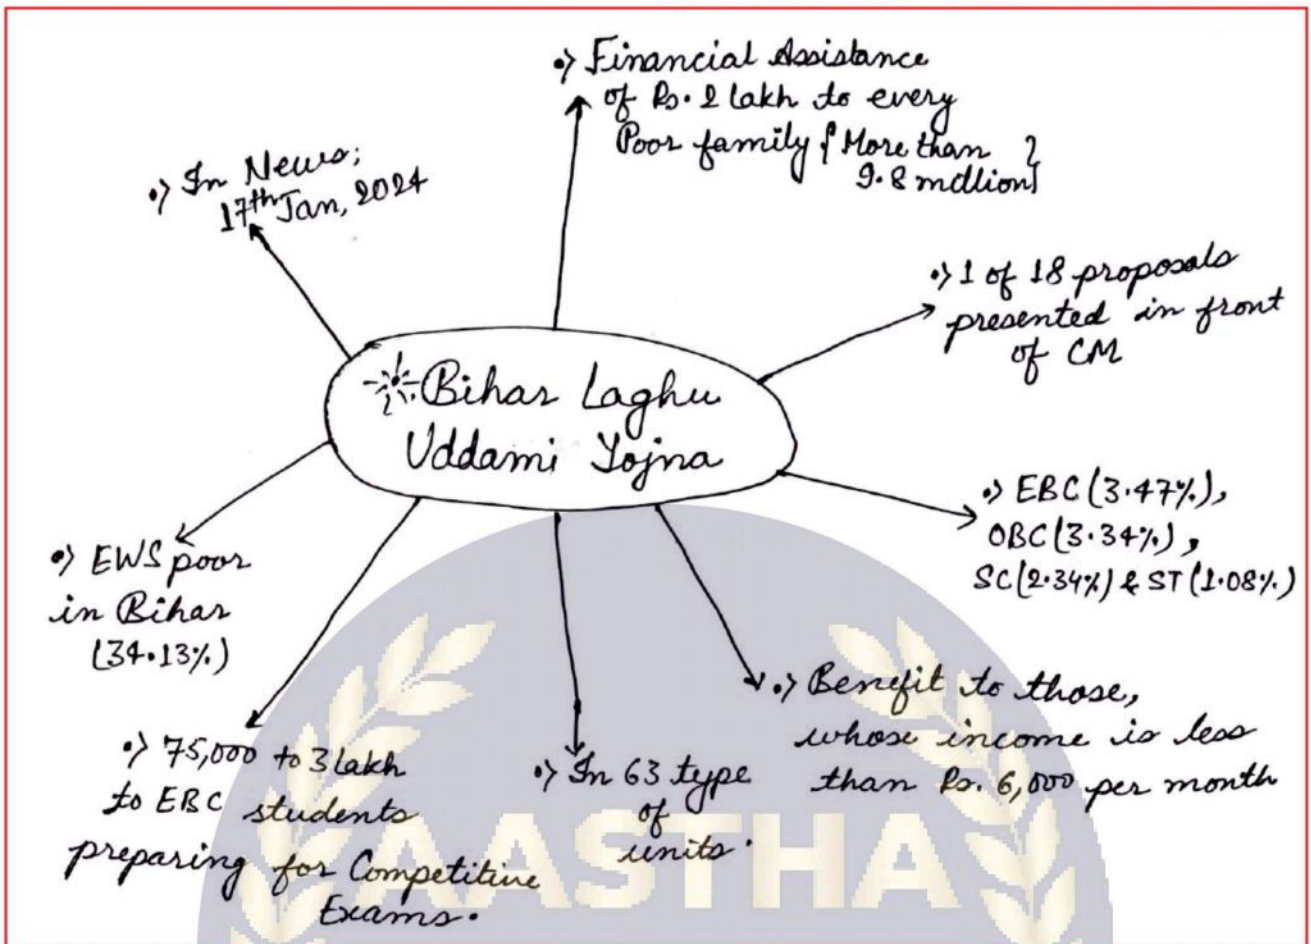 •) Financial Assistance
of Rs. 2 lakh to every
Poor family { More than }
9.8 million
•) In News;
17th Jan, 2024
•) 1 of 18 proposals
presented in front
of CM
Bihar Laghu
Uddami Yojna
•) EBC (3.47%),
OBC (3.34%),
SC (2.34%) & ST (1.08%)
•) EWS poor
in Bihar
(34.13%)
•) Benefit to those,
whose income is less
than Rs. 6,000 per month
•) 75,000 to 3 lakh
to EBC students
preparing for Competitive
Exams.
•) In 63 type
of
units.
AASTHA